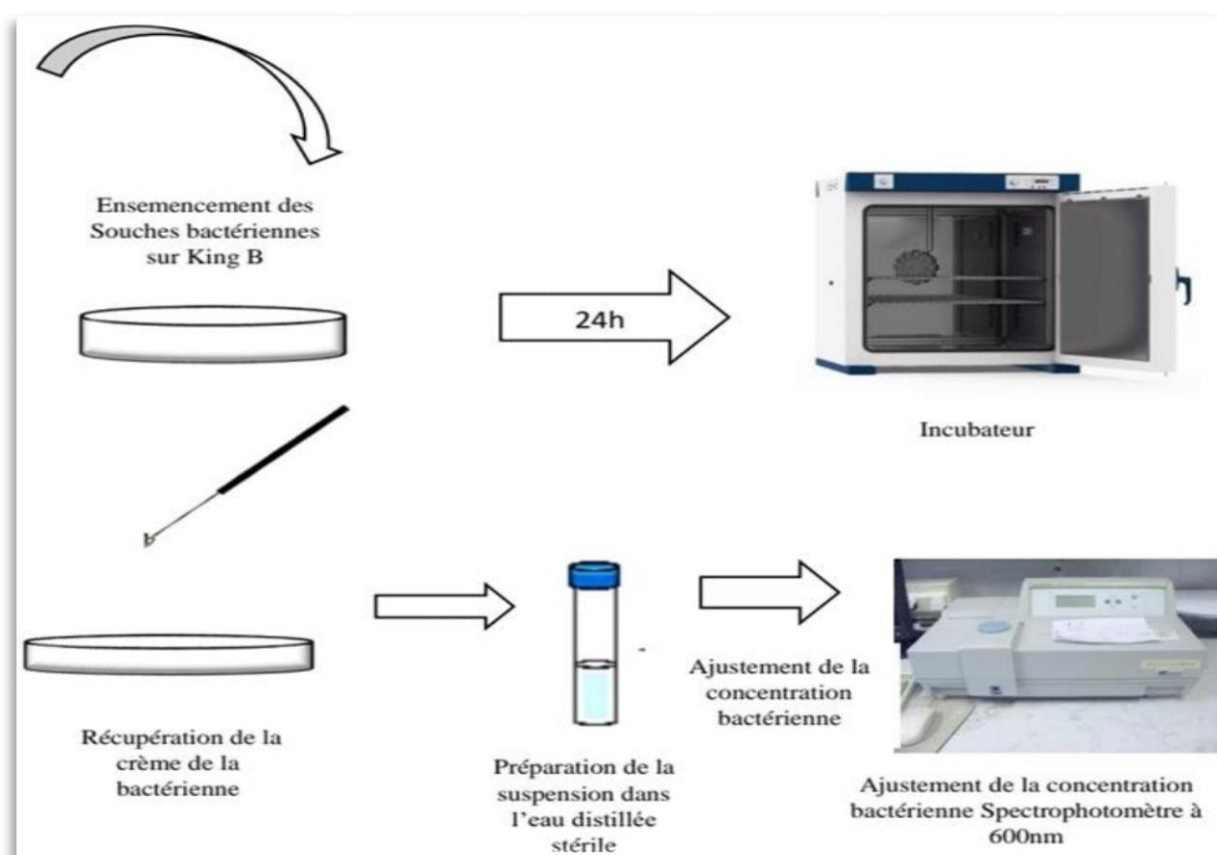 Ensemencement des
Souches bactériennes
sur King B
24h
Incubateur
Récupération de la
crème de la
bactérienne
Préparation de la
suspension dans
l'eau distillée
stérile
Ajustement de la
concentration
bactérienne
Ajustement de la concentration
bactérienne Spectrophotomètre à
600nm